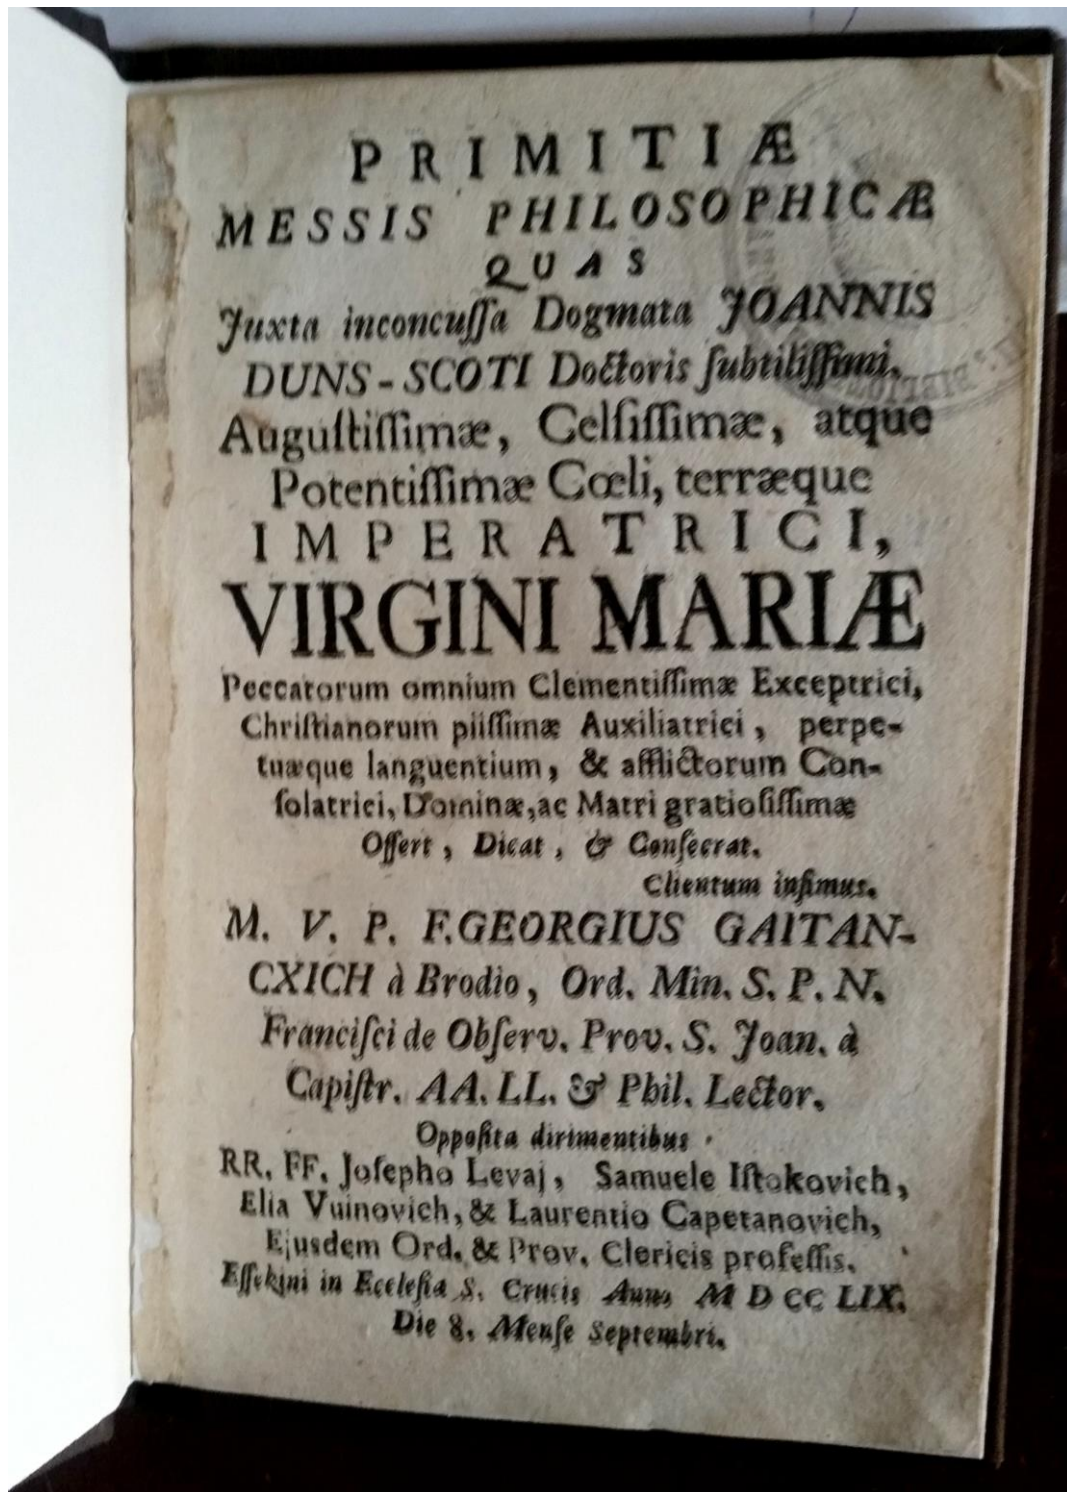 PRIMITIÆ
MESSIS PHILOSOPHICÆ
QUAS
Juxta inconcuſſa Dogmata JOANNIS
DUNS-SCOTI Doctoris ſubtiliſſimi,
Auguſtiſſimæ, Celſiſſimæ, atque
Potentiſſimæ Cœli, terræque
IMPERATRICI,
VIRGINI MARIÆ
Peccatorum omnium Clementiſſimæ Exceptrici,
Chriſtianorum piiſſimæ Auxiliatrici, perpe-
tuæque languentium, & afflictorum Con-
ſolatrici, Dominæ, ac Matri gratioſiſſimæ
Offert, Dicat, & Conſecrat.
Clientum infimus.
M. V. P. F. GEORGIUS GAITAN-
CXICH à Brodio, Ord. Min. S. P. N.
Franciſci de Obſerv. Prov. S. Joan. à
Capiſtr. AA. LL. & Phil. Lector.
Oppoſita dirimentibus
RR. FF. Joſepho Levaj, Samuele Iſtokovich,
Elia Vuinovich, & Laurentio Capetanovich,
Ejusdem Ord. & Prov. Clericis profeſſis.
Eſſekini in Eccleſia S. Crucis Anno MDCCLIX.
Die 8. Menſe Septembri.